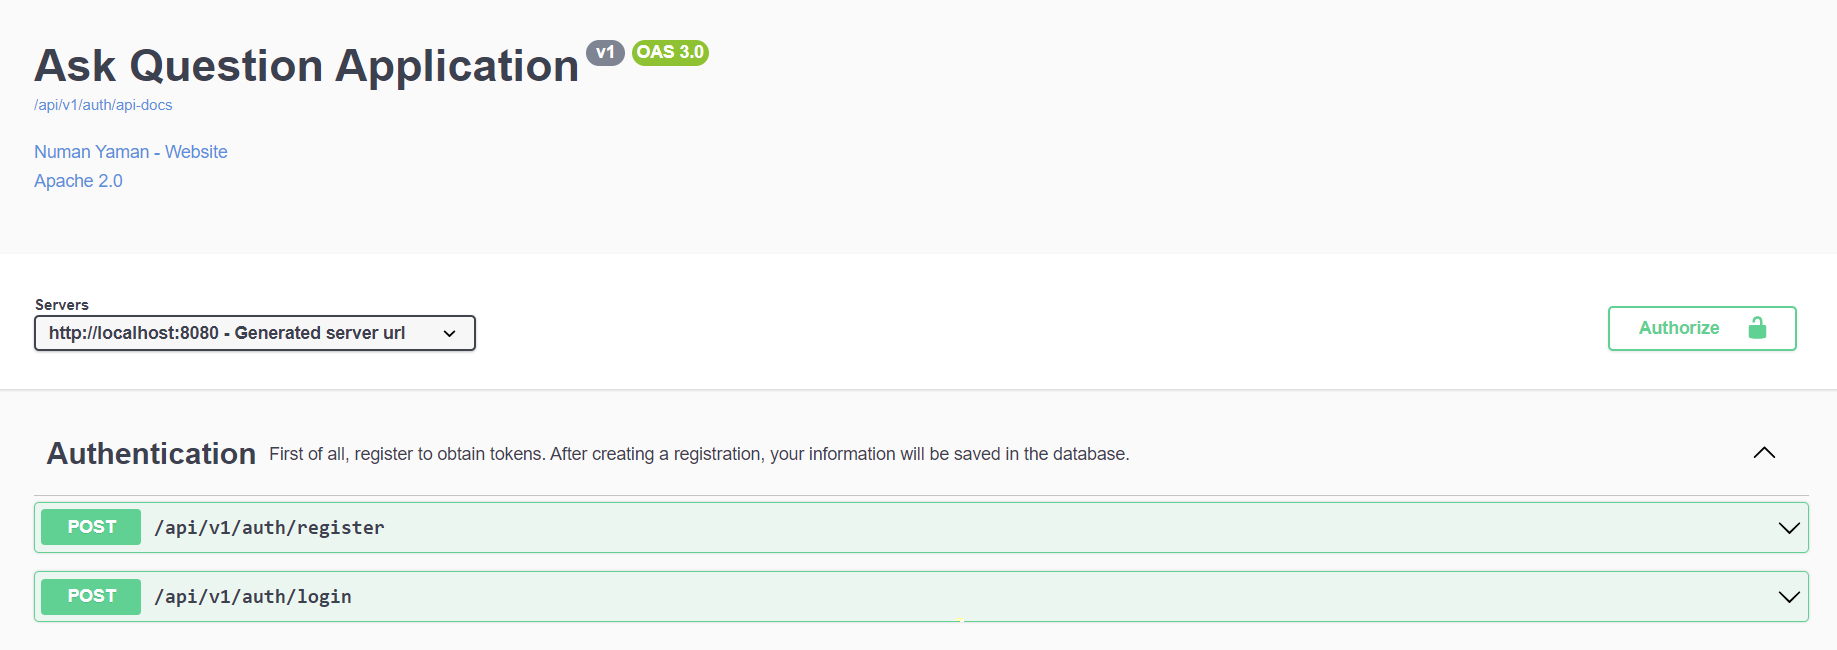 Ask Question Application v1 OAS 3.0
/api/v1/auth/api-docs
Numan Yaman - Website
Apache 2.0
Servers
http://localhost:8080 - Generated server url
Authorize
Authentication First of all, register to obtain tokens. After creating a registration, your information will be saved in the database.
POST /api/v1/auth/register
POST /api/v1/auth/login